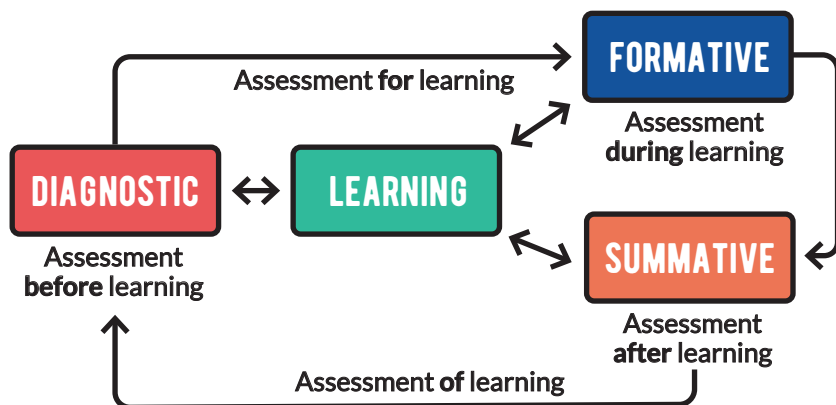 FORMATIVE
Assessment for learning
Assessment
during learning
DIAGNOSTIC
LEARNING
Assessment
before learning
SUMMATIVE
Assessment
after learning
Assessment of learning